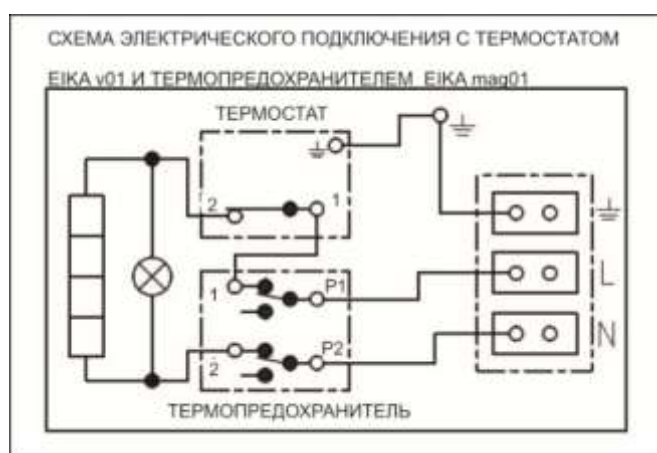 СХЕМА ЭЛЕКТРИЧЕСКОГО ПОДКЛЮЧЕНИЯ С ТЕРМОСТАТОМ
EIKA v01 И ТЕРМОПРЕДОХРАНИТЕЛЕМ EIKA mag01
ТЕРМОСТАТ
2 1
1 P1 L
2 P2 N
ТЕРМОПРЕДОХРАНИТЕЛЬ